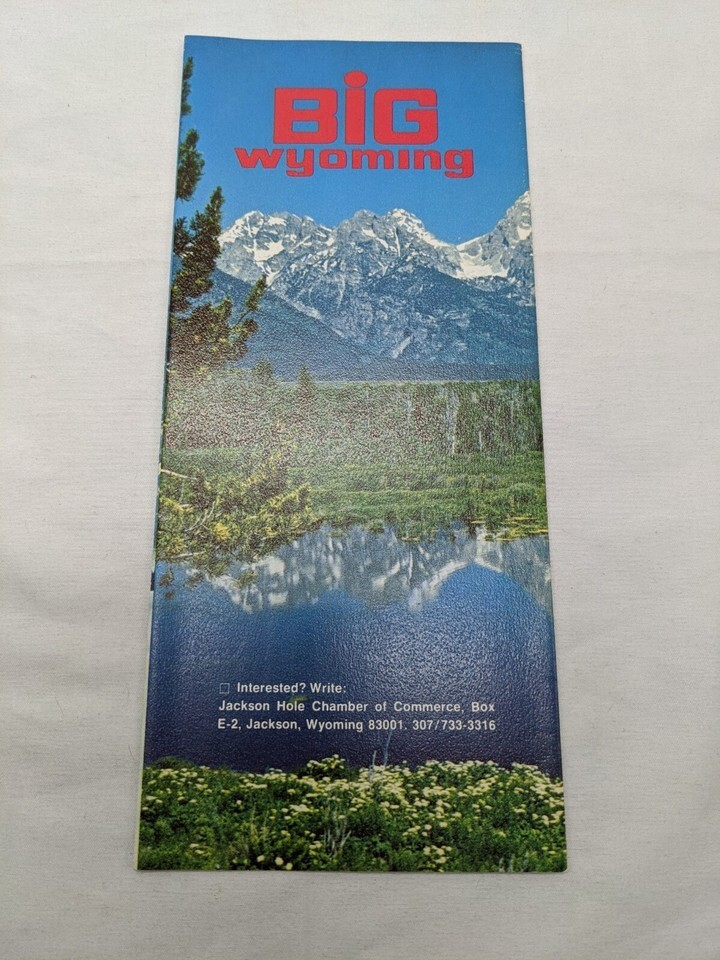 BiG
wyoming
☐ Interested? Write:
Jackson Hole Chamber of Commerce, Box
E-2, Jackson, Wyoming 83001. 307/733-3316